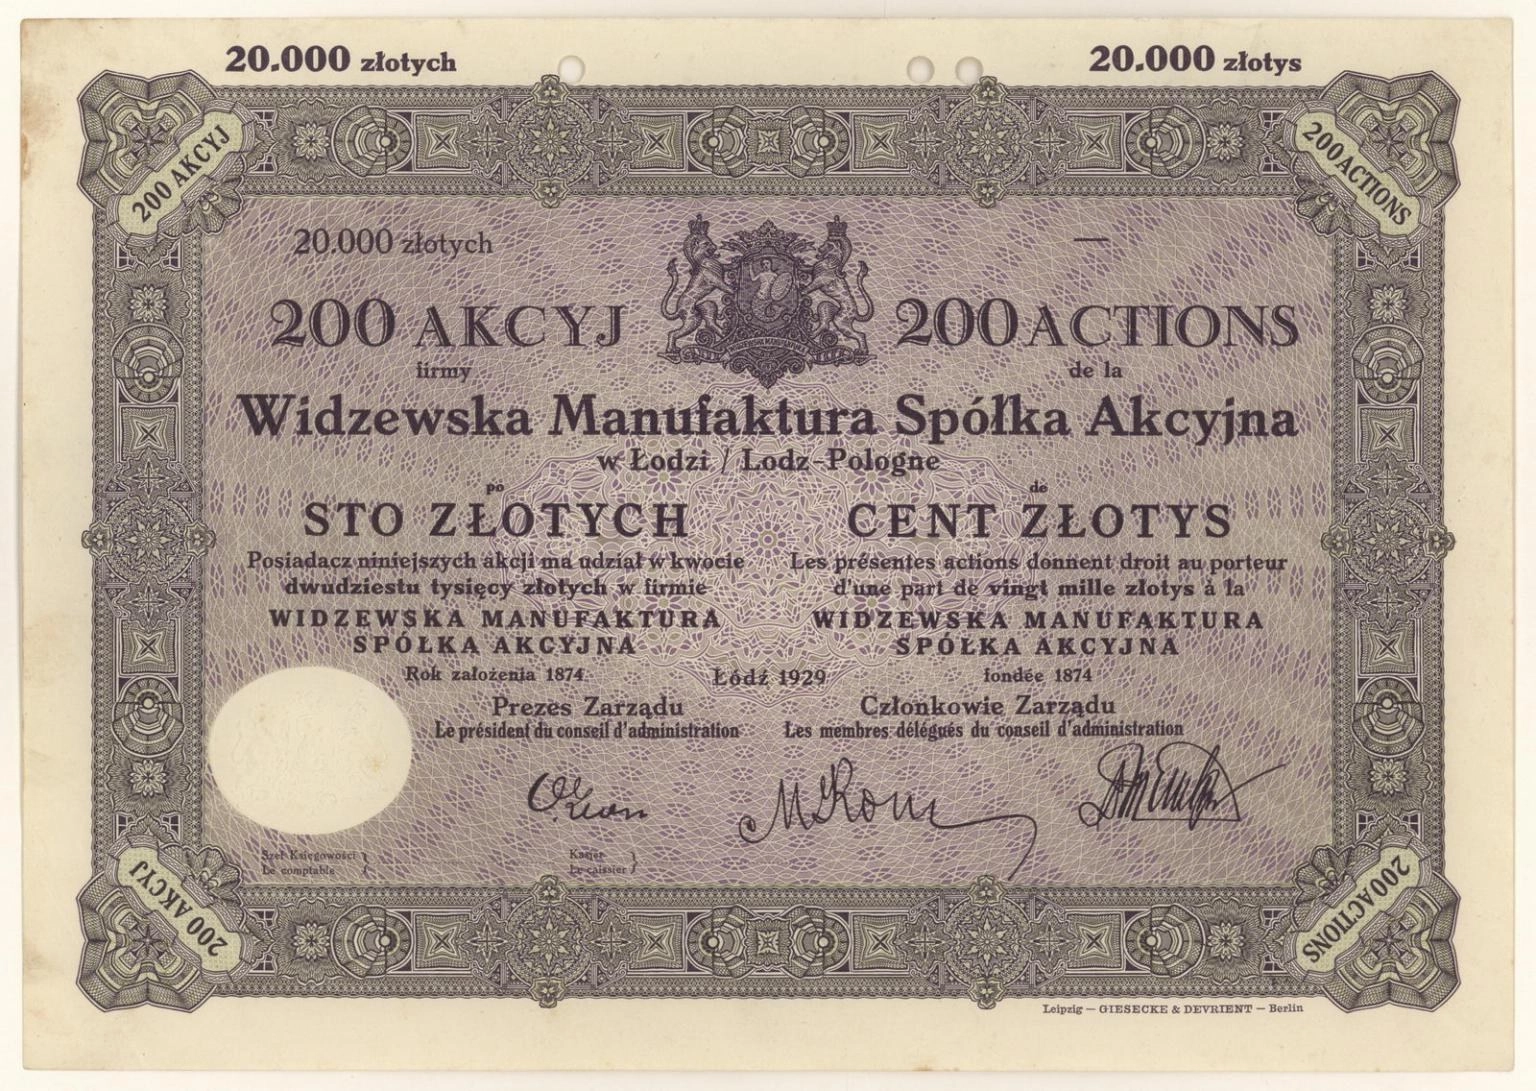 20.000 złotych
20.000 złotys
200 AKCYJ
200 ACTIONS
20.000 złotych
—
200 AKCYJ
200 ACTIONS
firmy
de la
Widzewska Manufaktura Spółka Akcyjna
w Łodzi / Lodz-Pologne
po
de
STO ZŁOTYCH
CENT ZŁOTYS
Posiadacz niniejszych akcji ma udział w kwocie
dwudziestu tysięcy złotych w firmie
WIDZEWSKA MANUFAKTURA
SPÓŁKA AKCYJNA
Rok założenia 1874
Les présentes actions donnent droit au porteur
d'une part de vingt mille złotys à la
WIDZEWSKA MANUFAKTURA
SPÓŁKA AKCYJNA
fondée 1874
Łódź 1929
Prezes Zarządu
Le président du conseil d'administration
Członkowie Zarządu
Les membres délégués du conseil d'administration
Szef Księgowości
Le comptable
Kasjer
Le caissier
200 AKCYJ
200 ACTIONS
Leipzig — GIESECKE & DEVRIENT — Berlin